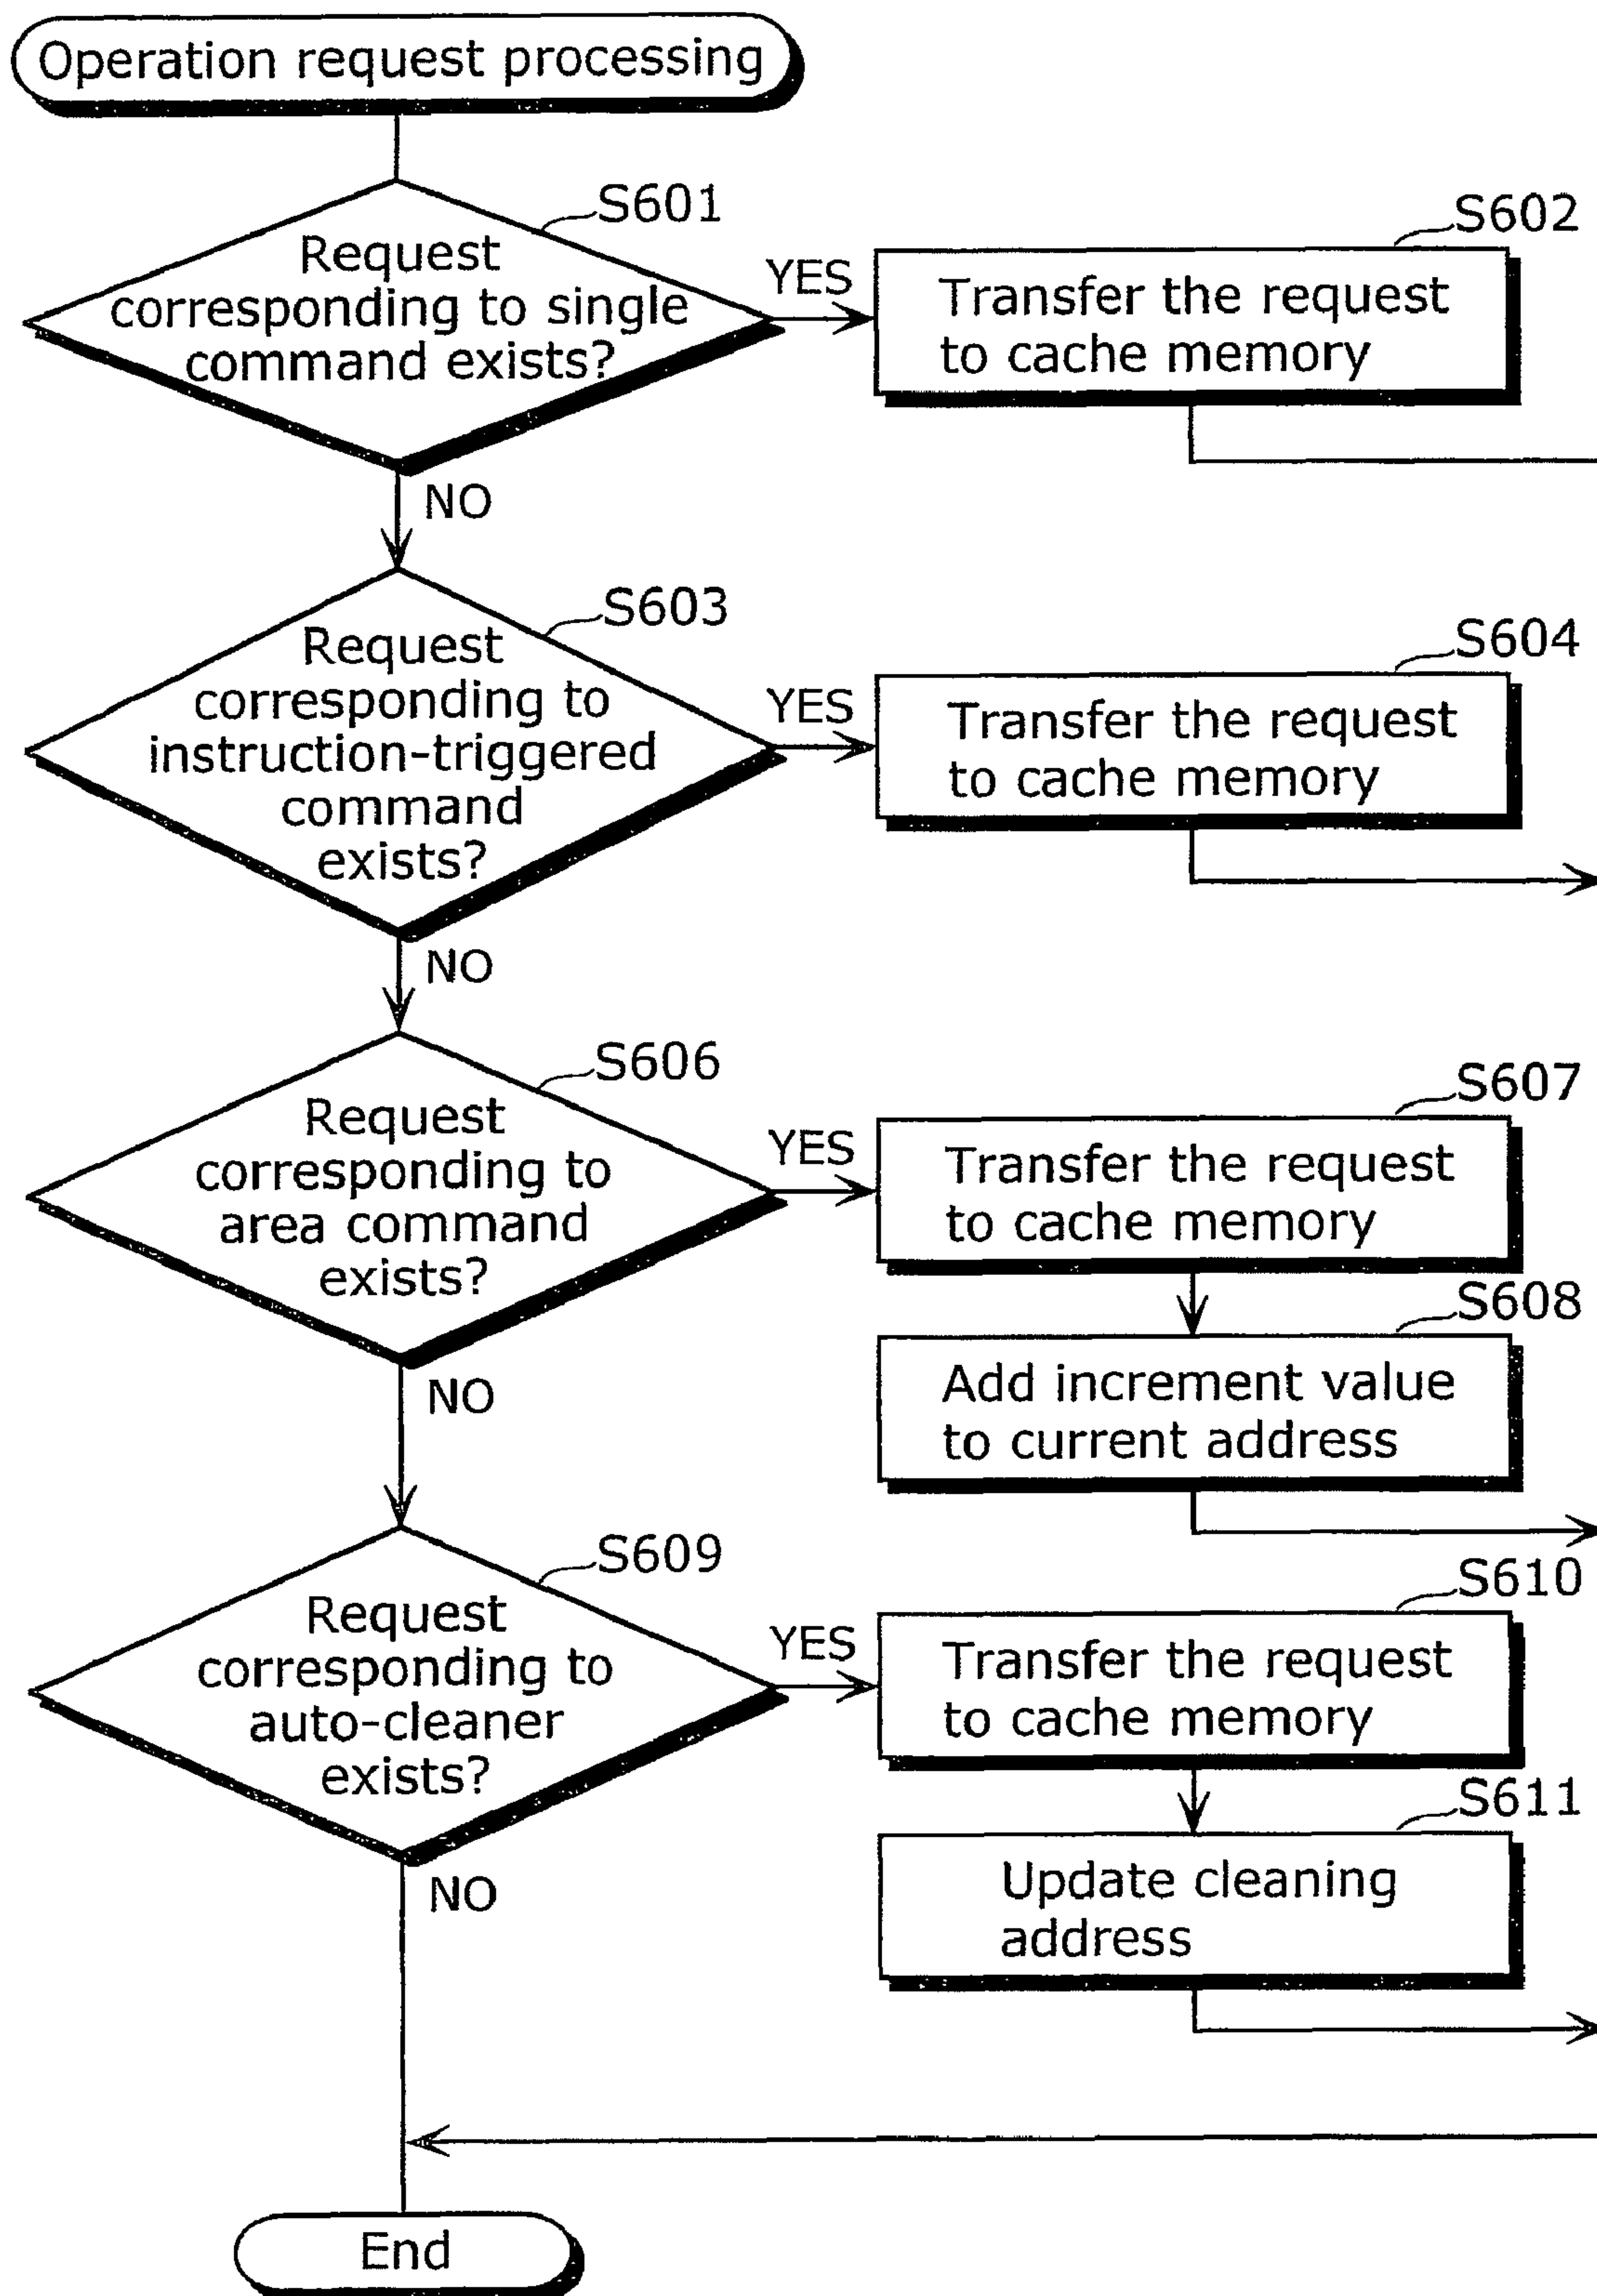 Operation request processing
S601
Request
corresponding to single
command exists?
YES
S602
Transfer the request
to cache memory
NO
S603
Request
corresponding to
instruction-triggered
command
exists?
YES
S604
Transfer the request
to cache memory
NO
S606
Request
corresponding to
area command
exists?
YES
S607
Transfer the request
to cache memory
S608
Add increment value
to current address
NO
S609
Request
corresponding to
auto-cleaner
exists?
YES
S610
Transfer the request
to cache memory
S611
Update cleaning
address
NO
End